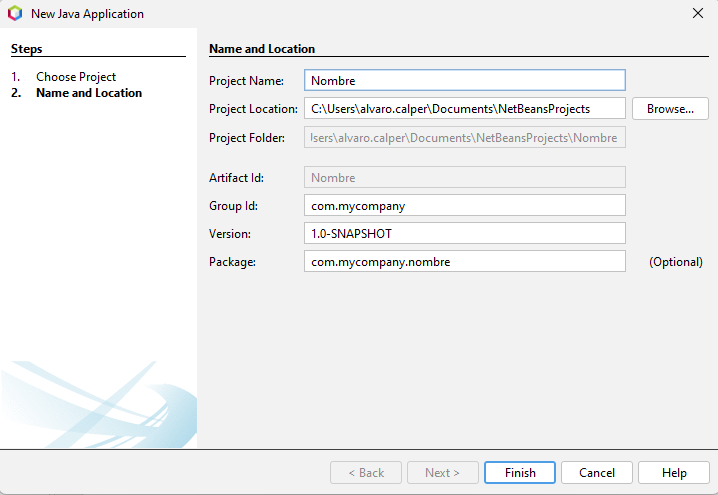 New Java Application
Steps
1. Choose Project
2. Name and Location
Name and Location
Project Name: Nombre
Project Location: C:\Users\alvaro.calper\Documents\NetBeansProjects Browse...
Project Folder: Jsers\alvaro.calper\Documents\NetBeansProjects\Nombre
Artifact Id: Nombre
Group Id: com.mycompany
Version: 1.0-SNAPSHOT
Package: com.mycompany.nombre (Optional)
< Back Next > Finish Cancel Help